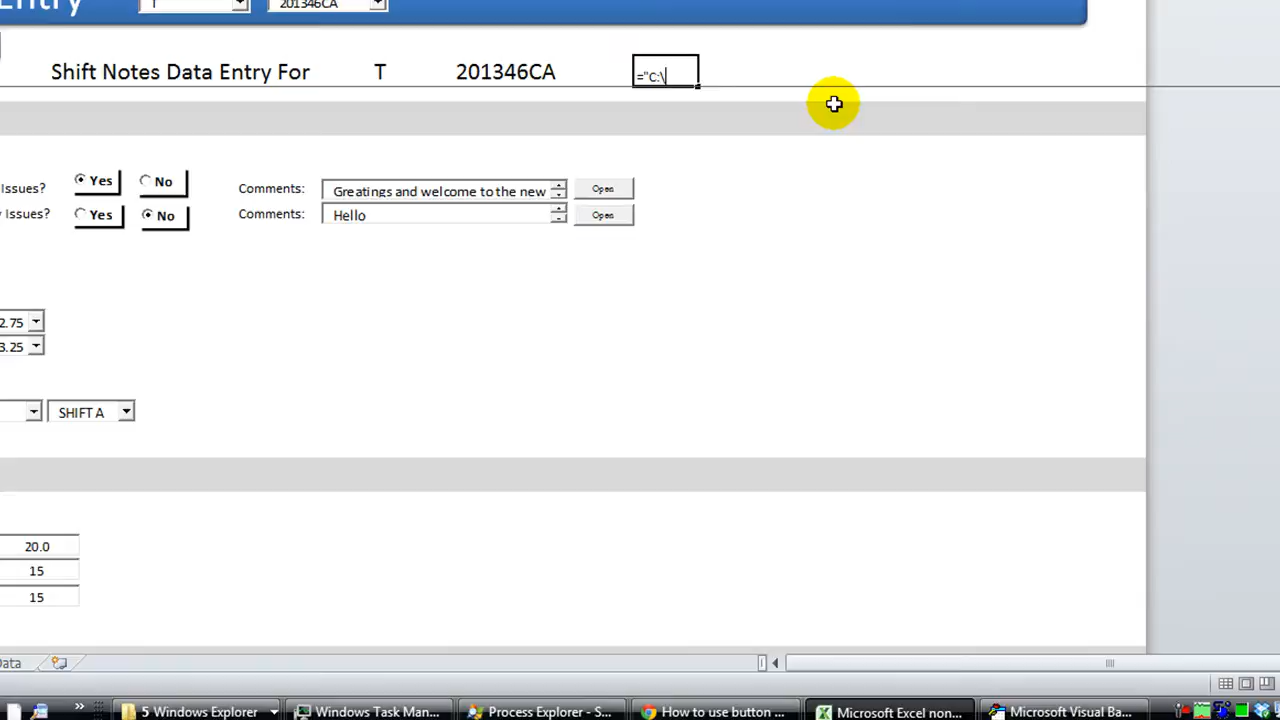 Entry T 201346CA
Shift Notes Data Entry For T 201346CA ="C:\
Issues? Yes No Comments: Greatings and welcome to the new Open
y Issues? Yes No Comments: Hello Open
2.75
3.25
SHIFT A
20.0
15
15
Data
» 5 Windows Explorer Windows Task Man... Process Explorer - S... How to use button ... Microsoft Excel non... Microsoft Visual Ba...